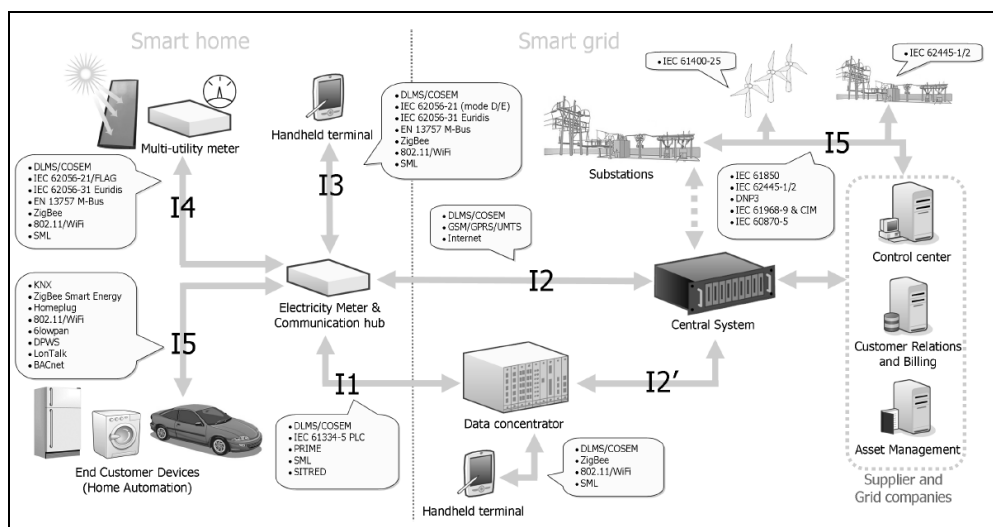 Smart home
Smart grid
Multi-utility meter
Handheld terminal
• DLMS/COSEM
• IEC 62056-21 (mode D/E)
• IEC 62056-31 Euridis
• EN 13757 M-Bus
• ZigBee
• 802.11/WiFi
• SML
• IEC 61400-25
• IEC 62445-1/2
Substations
I5
• DLMS/COSEM
• IEC 62056-21/FLAG
• IEC 62056-31 Euridis
• EN 13757 M-Bus
• ZigBee
• 802.11/WiFi
• SML
I4
I3
• IEC 61850
• IEC 62445-1/2
• DNP3
• IEC 61968-9 & CIM
• IEC 60870-5
• DLMS/COSEM
• GSM/GPRS/UMTS
• Internet
I2
Control center
Electricity Meter &
Communication hub
Central System
• KNX
• ZigBee Smart Energy
• Homeplug
• 802.11/WiFi
• 6lowpan
• DPWS
• LonTalk
• BACnet
I5
Customer Relations
and Billing
I1
I2’
Data concentrator
• DLMS/COSEM
• IEC 61334-5 PLC
• PRIME
• SML
• SITRED
• DLMS/COSEM
• ZigBee
• 802.11/WiFi
• SML
Asset Management
End Customer Devices
(Home Automation)
Handheld terminal
Supplier and
Grid companies